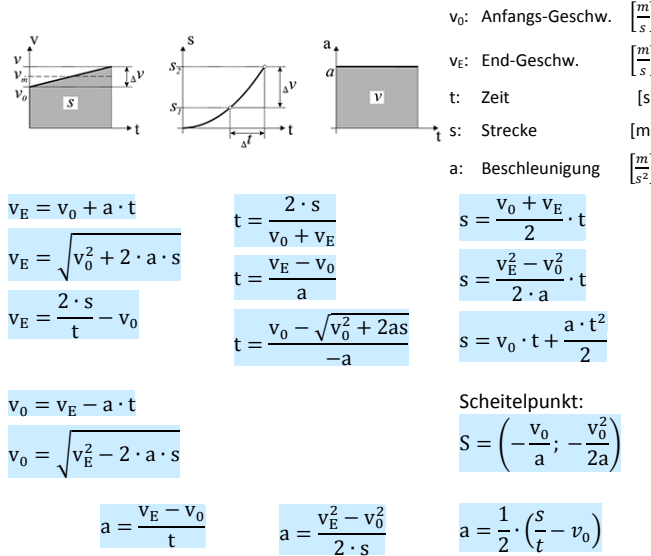 v₀: Anfangs-Geschw. [m/s
v_E: End-Geschw. [m/s
t: Zeit [s
s: Strecke [m
a: Beschleunigung [m/s²
v
v
v_m
v₀
s
Δv
t
s
s₂
s₁
Δv
Δt
t
a
a
v
t
v_E = v₀ + a · t
v_E = √(v₀² + 2 · a · s)
v_E = (2 · s)/t − v₀
t = (2 · s)/(v₀ + v_E)
t = (v_E − v₀)/a
t = (v₀ − √(v₀² + 2as))/(−a)
s = (v₀ + v_E)/2 · t
s = (v_E² − v₀²)/(2 · a) · t
s = v₀ · t + (a · t²)/2
v₀ = v_E − a · t
v₀ = √(v_E² − 2 · a · s)
Scheitelpunkt:
S = (−v₀/a ; −v₀²/2a)
a = (v_E − v₀)/t
a = (v_E² − v₀²)/(2 · s)
a = 1/2 · (s/t − v₀)